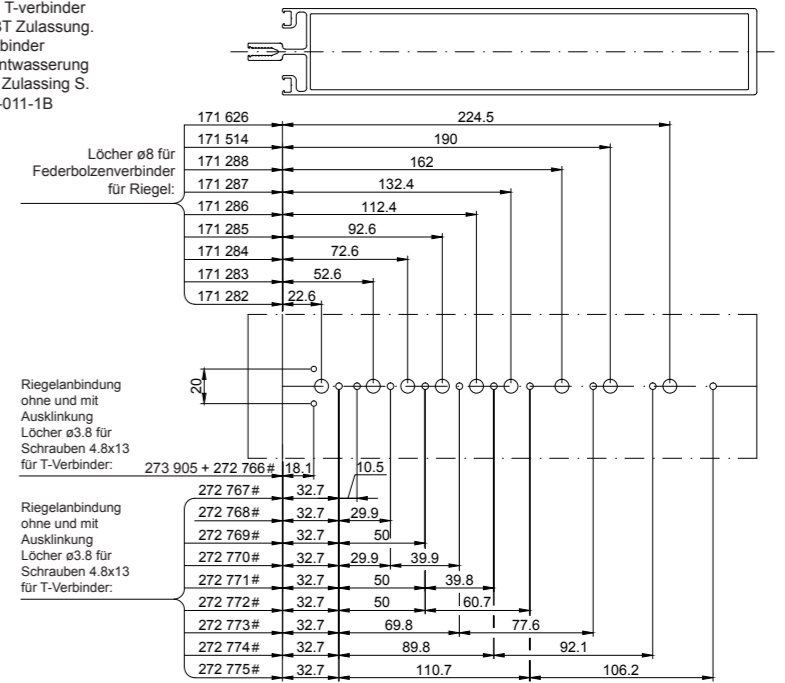 T-verbinder
BT Zulassung.
binder
ntwasserung
Zulassing S.
-011-1B
171 626 224.5
171 514 190
171 288 162
171 287 132.4
171 286 112.4
171 285 92.6
171 284 72.6
171 283 52.6
171 282 22.6
Löcher ø8 für
Federbolzenverbinder
für Riegel:
20
Riegelanbindung
ohne und mit
Ausklinkung
Löcher ø3.8 für
Schrauben 4.8x13
für T-Verbinder:
273 905 + 272 766# 18.1 10.5
272 767# 32.7
272 768# 32.7 29.9
272 769# 32.7 50
272 770# 32.7 29.9 39.9
272 771# 32.7 50 39.8
272 772# 32.7 50 60.7
272 773# 32.7 69.8 77.6
272 774# 32.7 89.8 92.1
272 775# 32.7 110.7 106.2
Riegelanbindung
ohne und mit
Ausklinkung
Löcher ø3.8 für
Schrauben 4.8x13
für T-Verbinder: